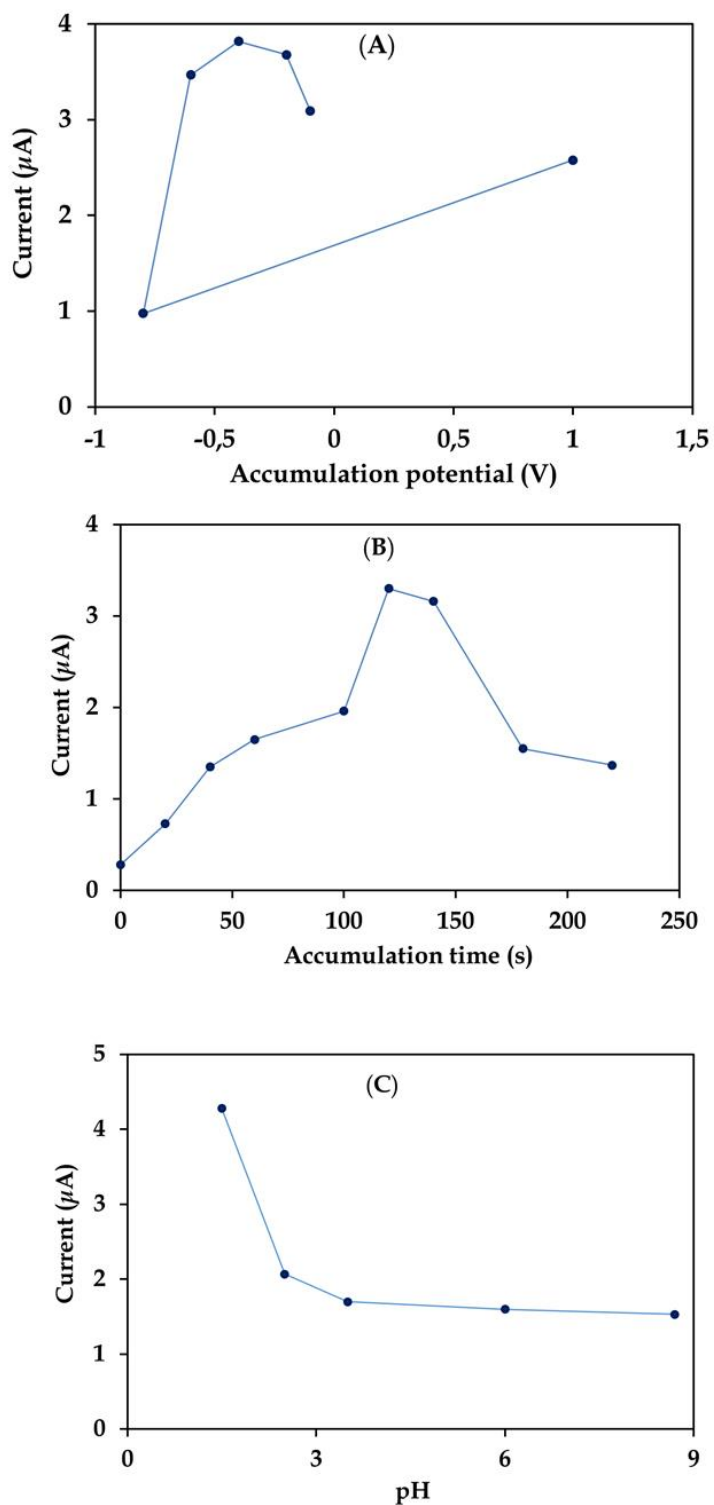 (A)
Current (µA)
4
3
2
1
0
-1 -0,5 0 0,5 1 1,5
Accumulation potential (V)
(B)
Current (µA)
4
3
2
1
0
0 50 100 150 200 250
Accumulation time (s)
(C)
Current (µA)
5
4
3
2
1
0
0 3 6 9
pH